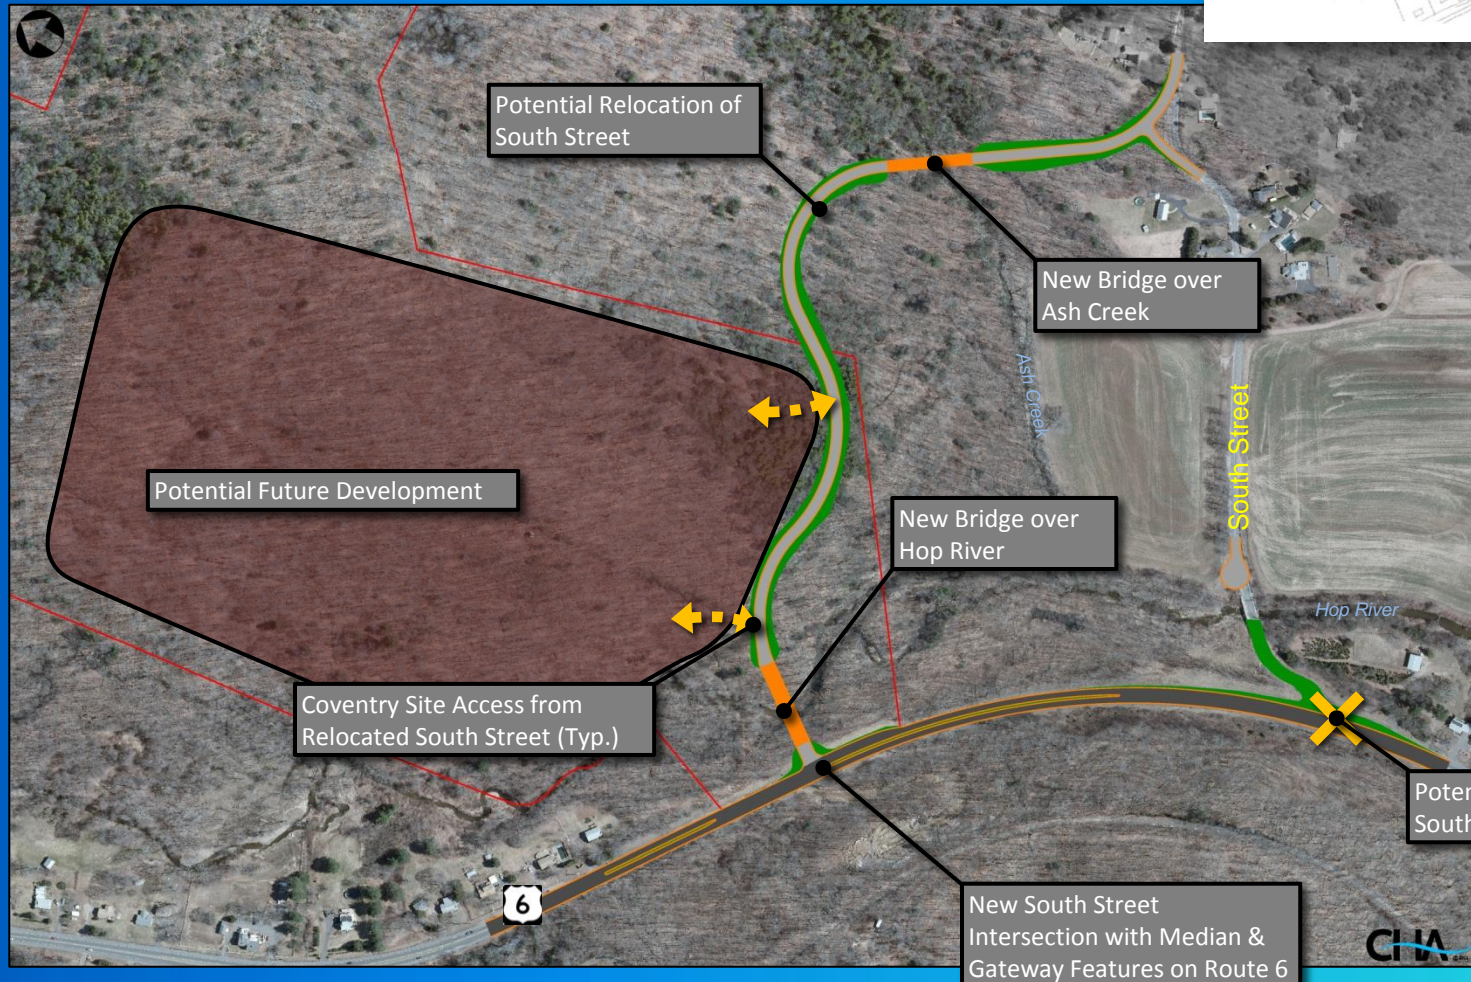 Potential Relocation of
South Street
New Bridge over
Ash Creek
Ash Creek
South Street
Potential Future Development
New Bridge over
Hop River
Hop River
Coventry Site Access from
Relocated South Street (Typ.)
South
6
New South Street
Intersection with Median &
Gateway Features on Route 6
CHA